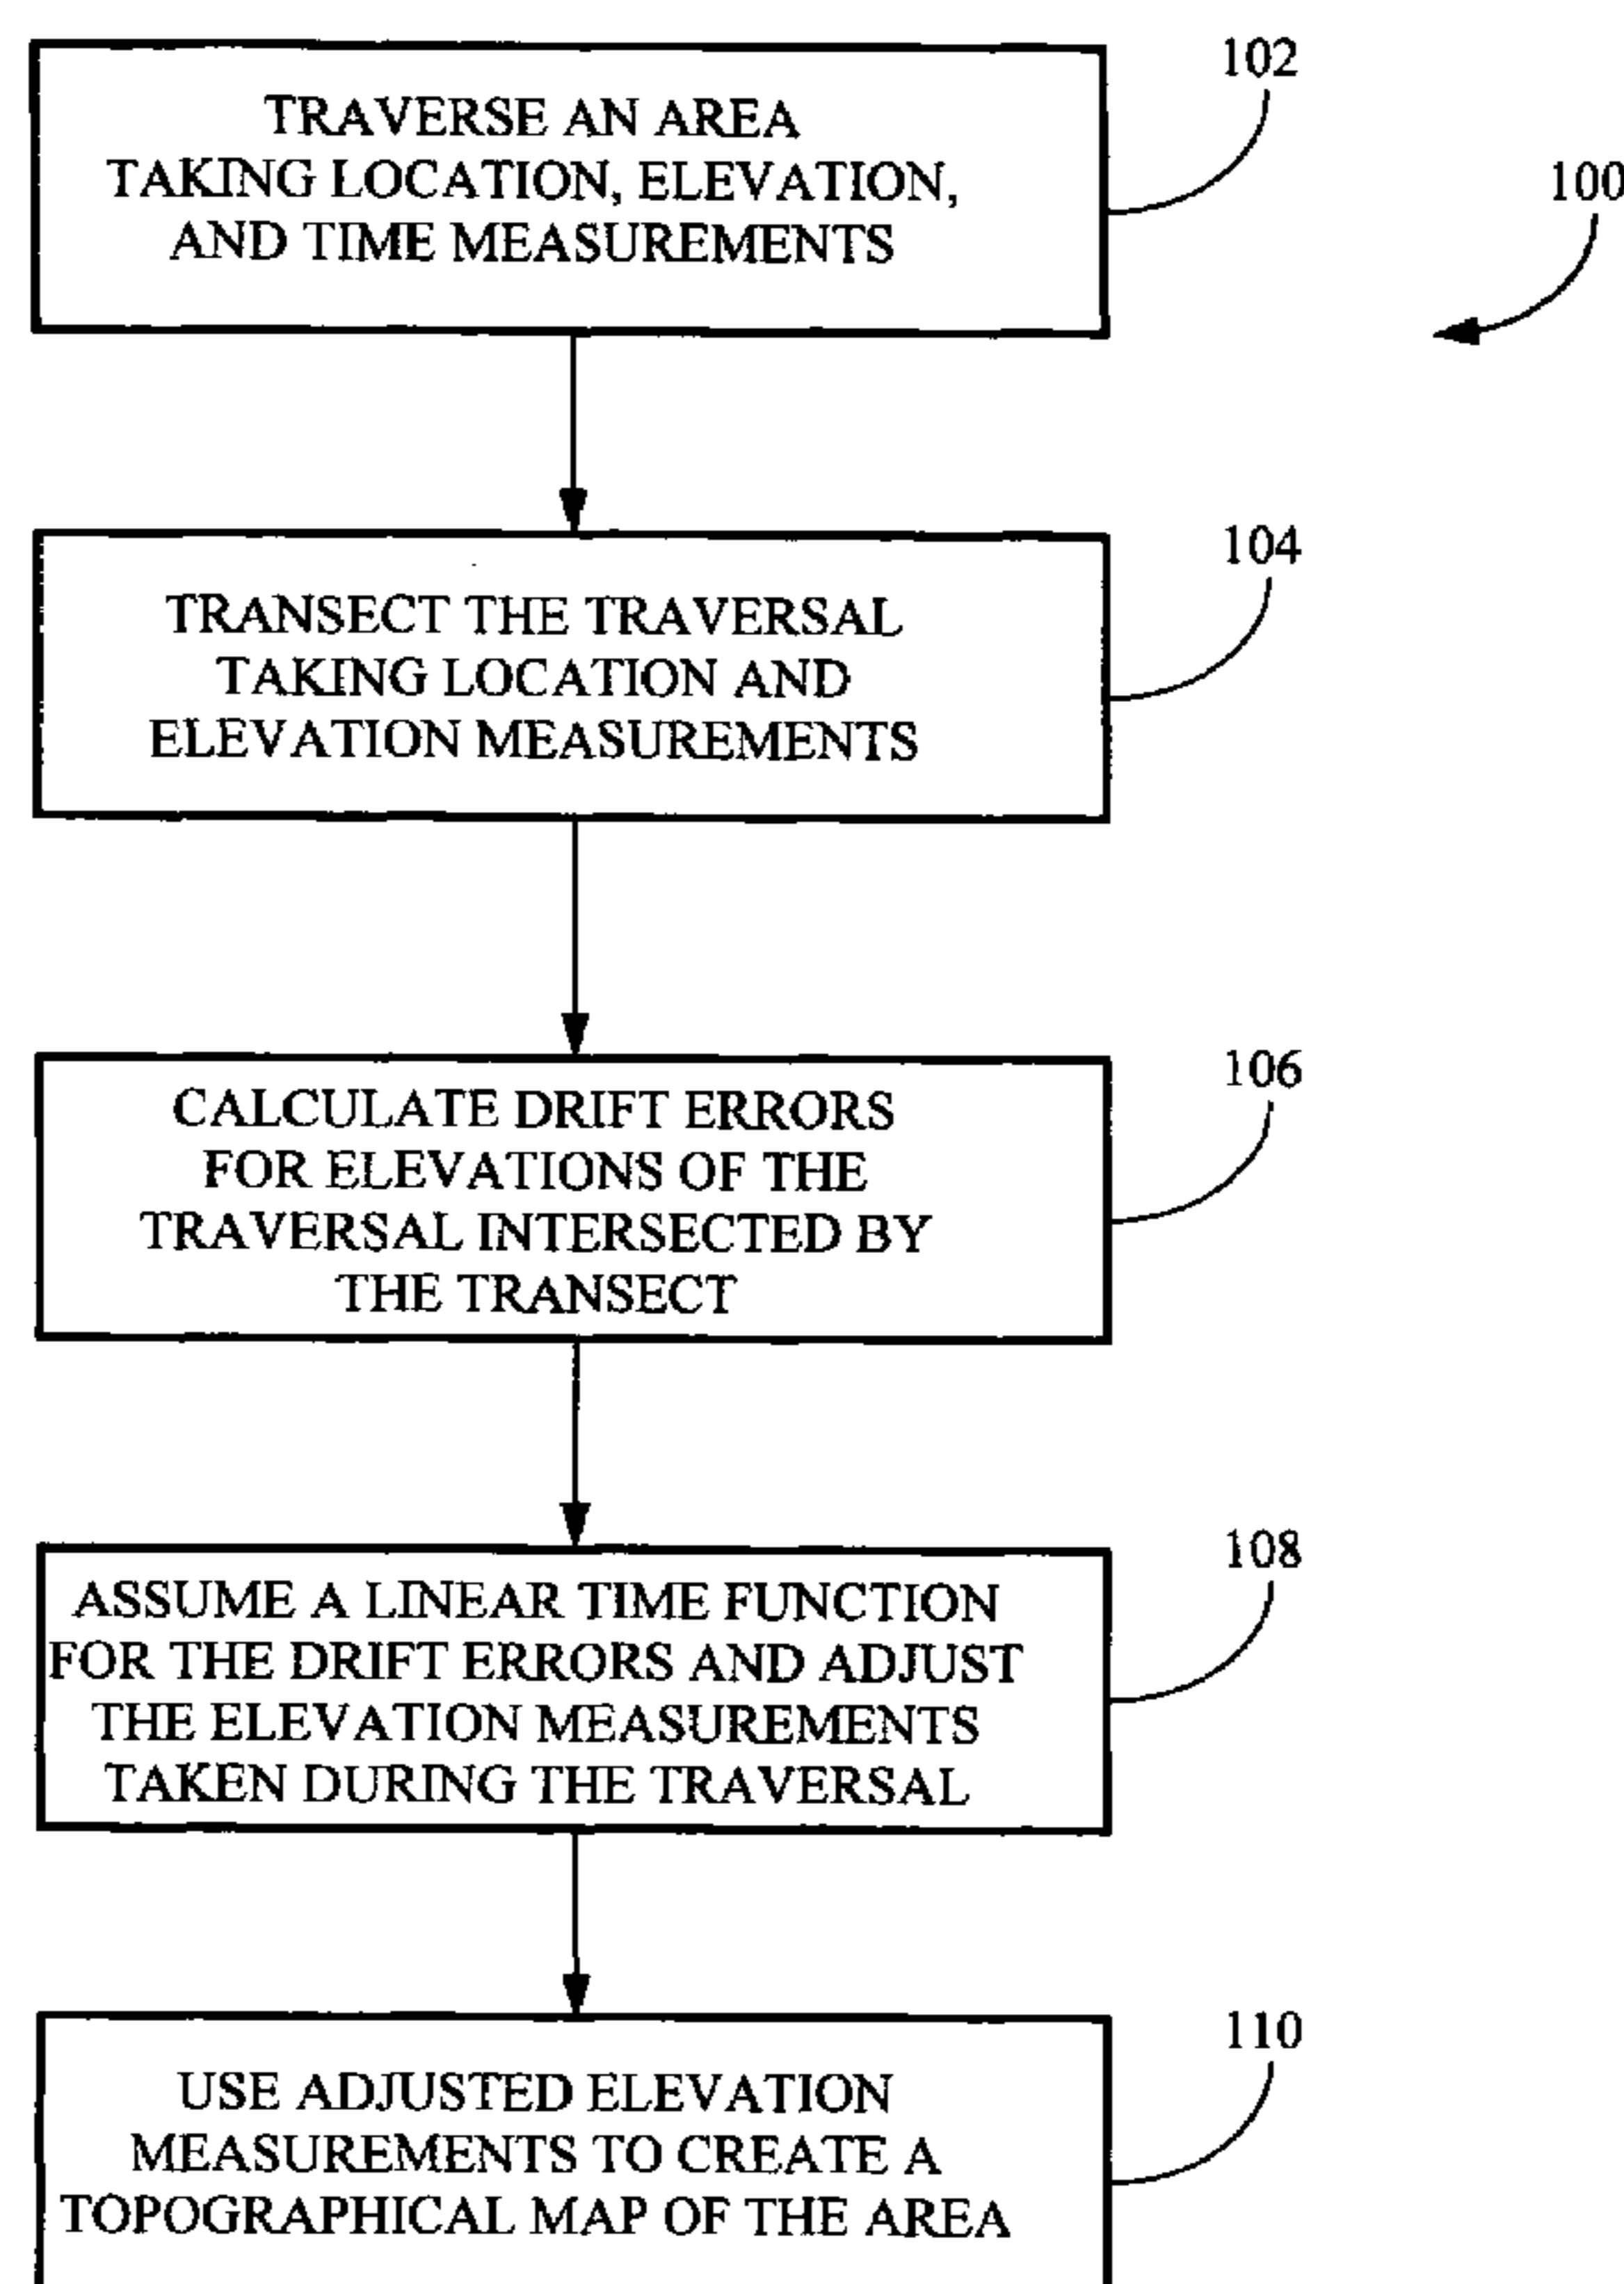 102
TRAVERSE AN AREA
TAKING LOCATION, ELEVATION,
AND TIME MEASUREMENTS
100
104
TRANSECT THE TRAVERSAL
TAKING LOCATION AND
ELEVATION MEASUREMENTS
106
CALCULATE DRIFT ERRORS
FOR ELEVATIONS OF THE
TRAVERSAL INTERSECTED BY
THE TRANSECT
108
ASSUME A LINEAR TIME FUNCTION
FOR THE DRIFT ERRORS AND ADJUST
THE ELEVATION MEASUREMENTS
TAKEN DURING THE TRAVERSAL
110
USE ADJUSTED ELEVATION
MEASUREMENTS TO CREATE A
TOPOGRAPHICAL MAP OF THE AREA